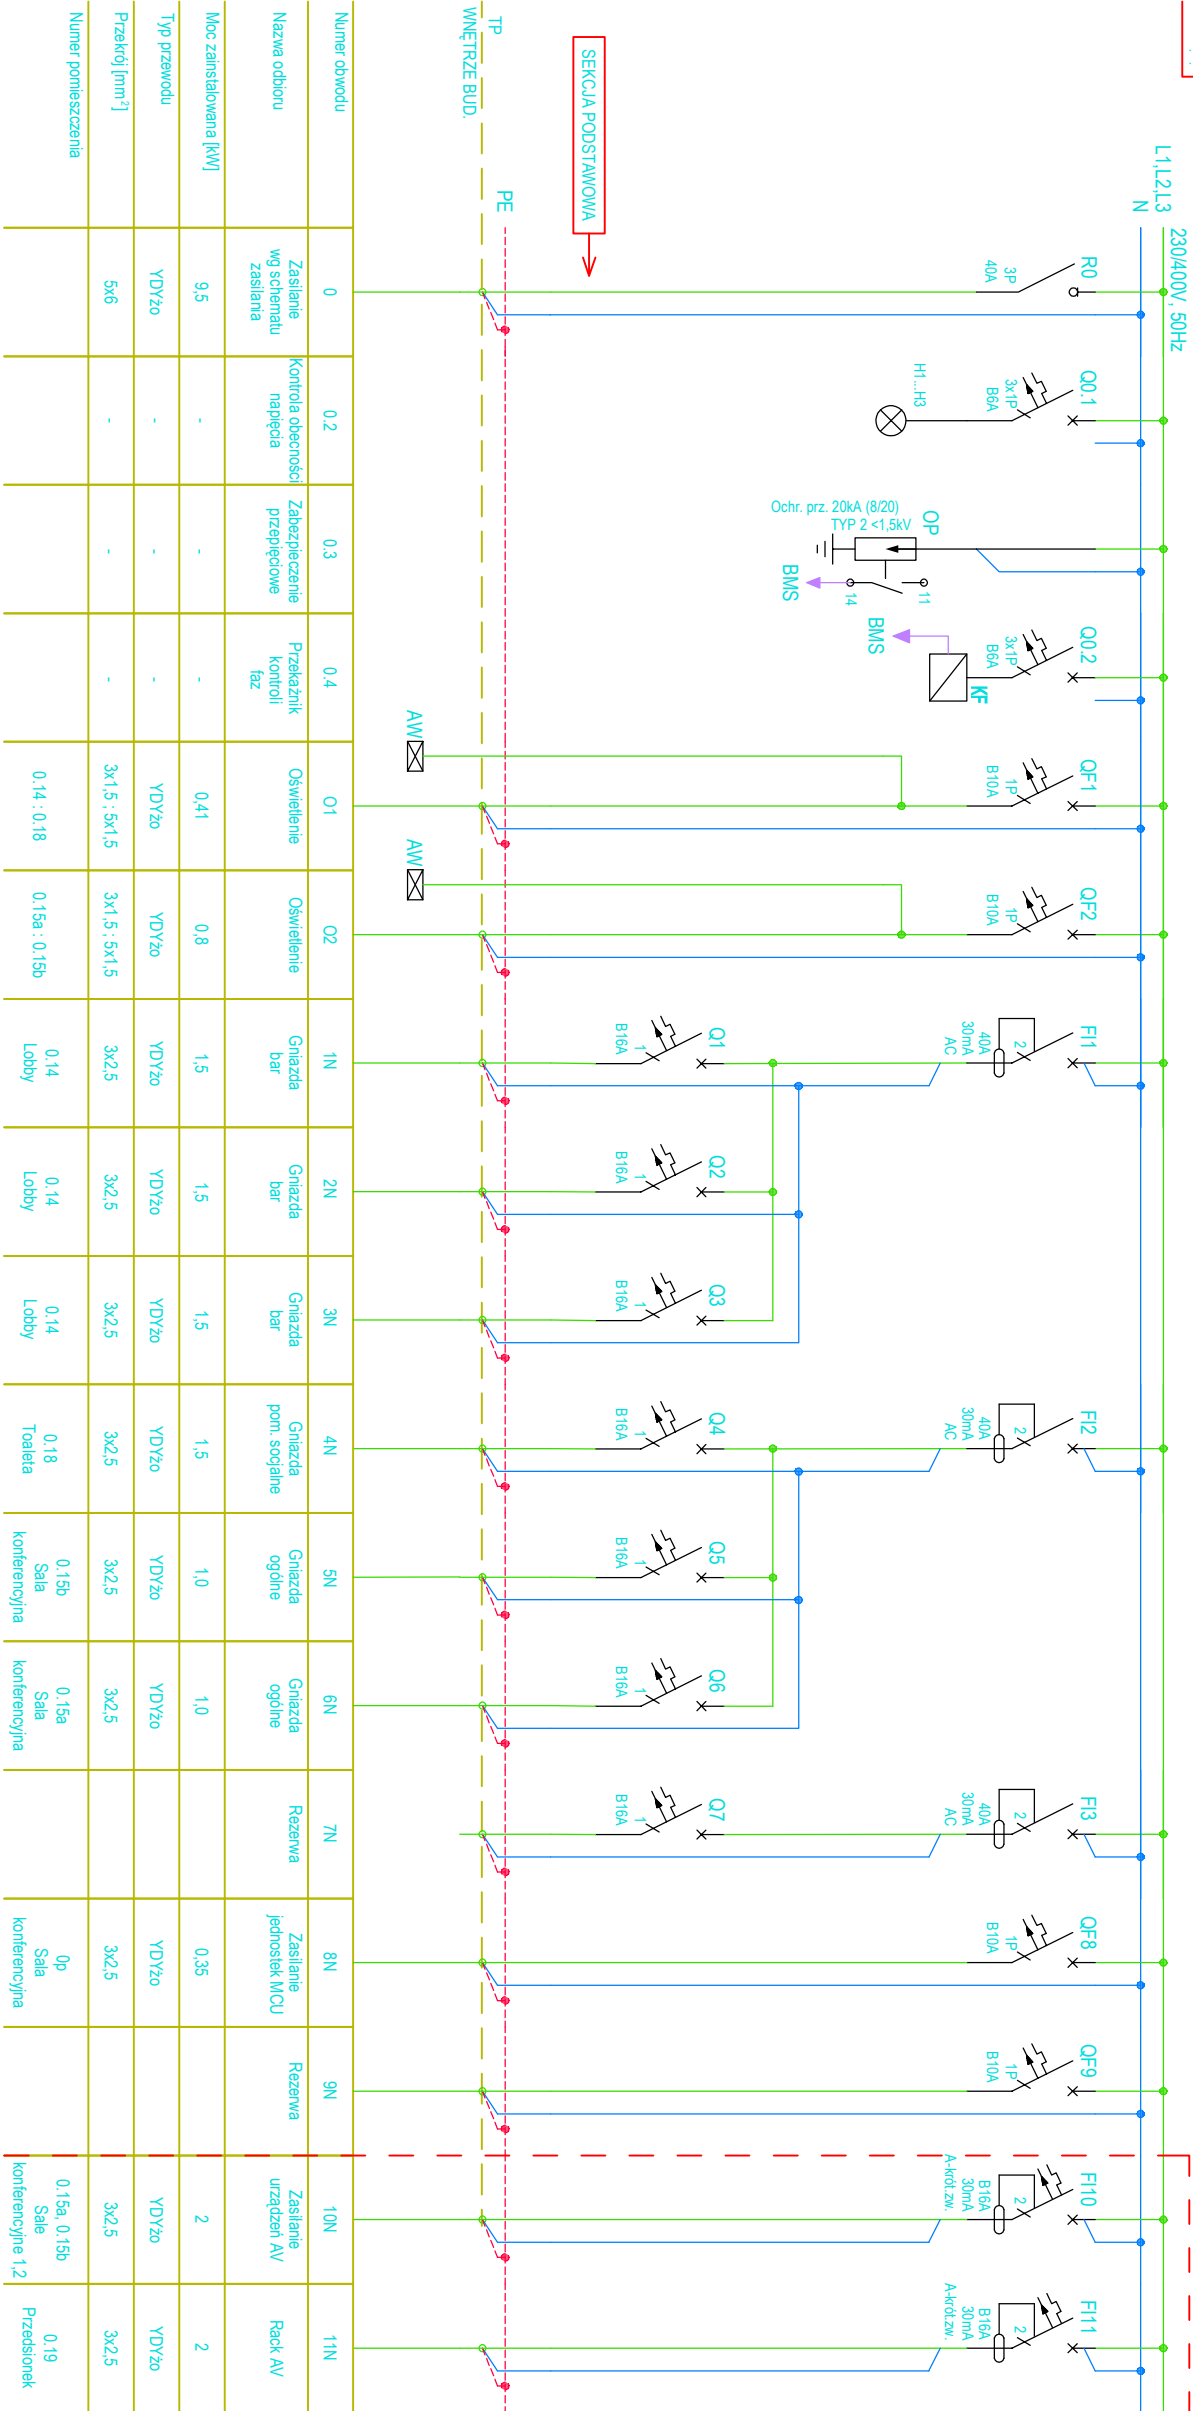 L1,L2,L3
230/400V, 50Hz
N
SEKCJA PODSTAWOWA
PE
TP
WNĘTRZE BUD.
R0
3P
40A
Q0.1
3x1P
B6A
H1...H3
OP
Ochr. prz. 20kA (8/20)
TYP 2 <1,5kV
11
14
BMS
Q0.2
3x1P
B6A
KF
BMS
QF1
1P
B10A
AW
QF2
1P
B10A
AW
FI1
2
40A
30mA
AC
Q1
1
B16A
Q2
1
B16A
Q3
1
B16A
FI2
2
40A
30mA
AC
Q4
1
B16A
Q5
1
B16A
Q6
1
B16A
FI3
2
40A
30mA
AC
Q7
1
B16A
QF8
1P
B10A
QF9
1P
B10A
FI10
2
B16A
30mA
A-krót.zw.
FI11
2
B16A
30mA
A-krót.zw.
Numer obwodu
0
0.2
0.3
0.4
O1
O2
1N
2N
3N
4N
5N
6N
7N
8N
9N
10N
11N
Nazwa odbioru
Zasilanie
wg schematu
zasilania
Kontrola obecności
napięcia
Zabezpieczenie
przepięciowe
Przekaźnik
kontroli
faz
Oświetlenie
Oświetlenie
Gniazda
bar
Gniazda
bar
Gniazda
bar
Gniazda
pom. socjalne
Gniazda
ogólne
Gniazda
ogólne
Rezerwa
Zasilanie
jednostek MCU
Rezerwa
Zasilanie
urządzeń AV
Rack AV
Moc zainstalowana [kW]
9,5
-
-
-
0,41
0,8
1,5
1,5
1,5
1,5
1,0
1,0
0,35
2
2
Typ przewodu
YDYżo
-
-
-
YDYżo
YDYżo
YDYżo
YDYżo
YDYżo
YDYżo
YDYżo
YDYżo
YDYżo
YDYżo
YDYżo
Przekrój [mm²]
5x6
-
-
-
3x1,5 ; 5x1,5
3x1,5 ; 5x1,5
3x2,5
3x2,5
3x2,5
3x2,5
3x2,5
3x2,5
3x2,5
3x2,5
3x2,5
Numer pomieszczenia
0.14 : 0.18
0.15a : 0.15b
0.14
Lobby
0.14
Lobby
0.14
Lobby
0.18
Toaleta
0.15b
Sala
konferencyjna
0.15a
Sala
konferencyjna
0p
Sala
konferencyjna
0.15a, 0.15b
Sale
konferencyjne 1,2
0.19
Przedsionek